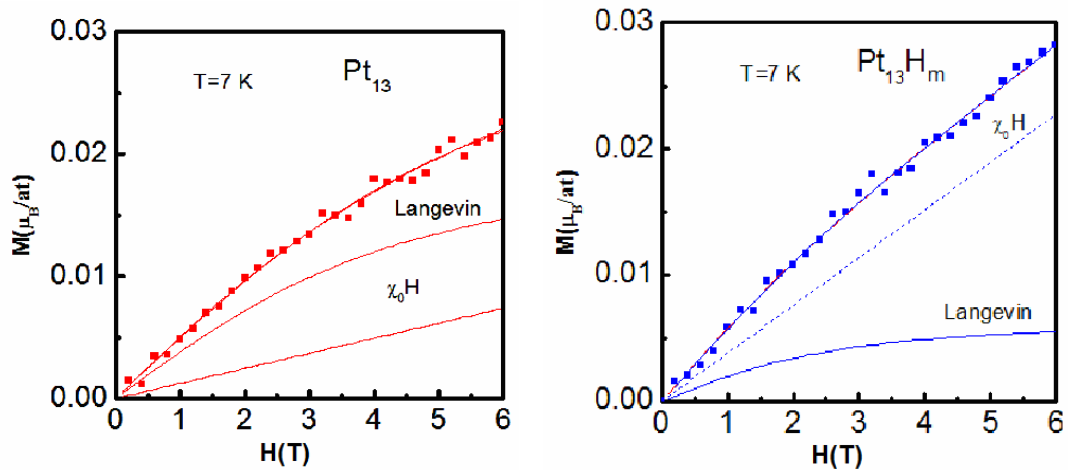 0.03
0.02
0.01
0.00
M(μB/at)
T=7 K
Pt13
Langevin
χ0H
0 1 2 3 4 5 6
H(T)
0.03
0.02
0.01
0.00
M(μB/at)
T=7 K
Pt13Hm
χ0H
Langevin
0 1 2 3 4 5 6
H(T)